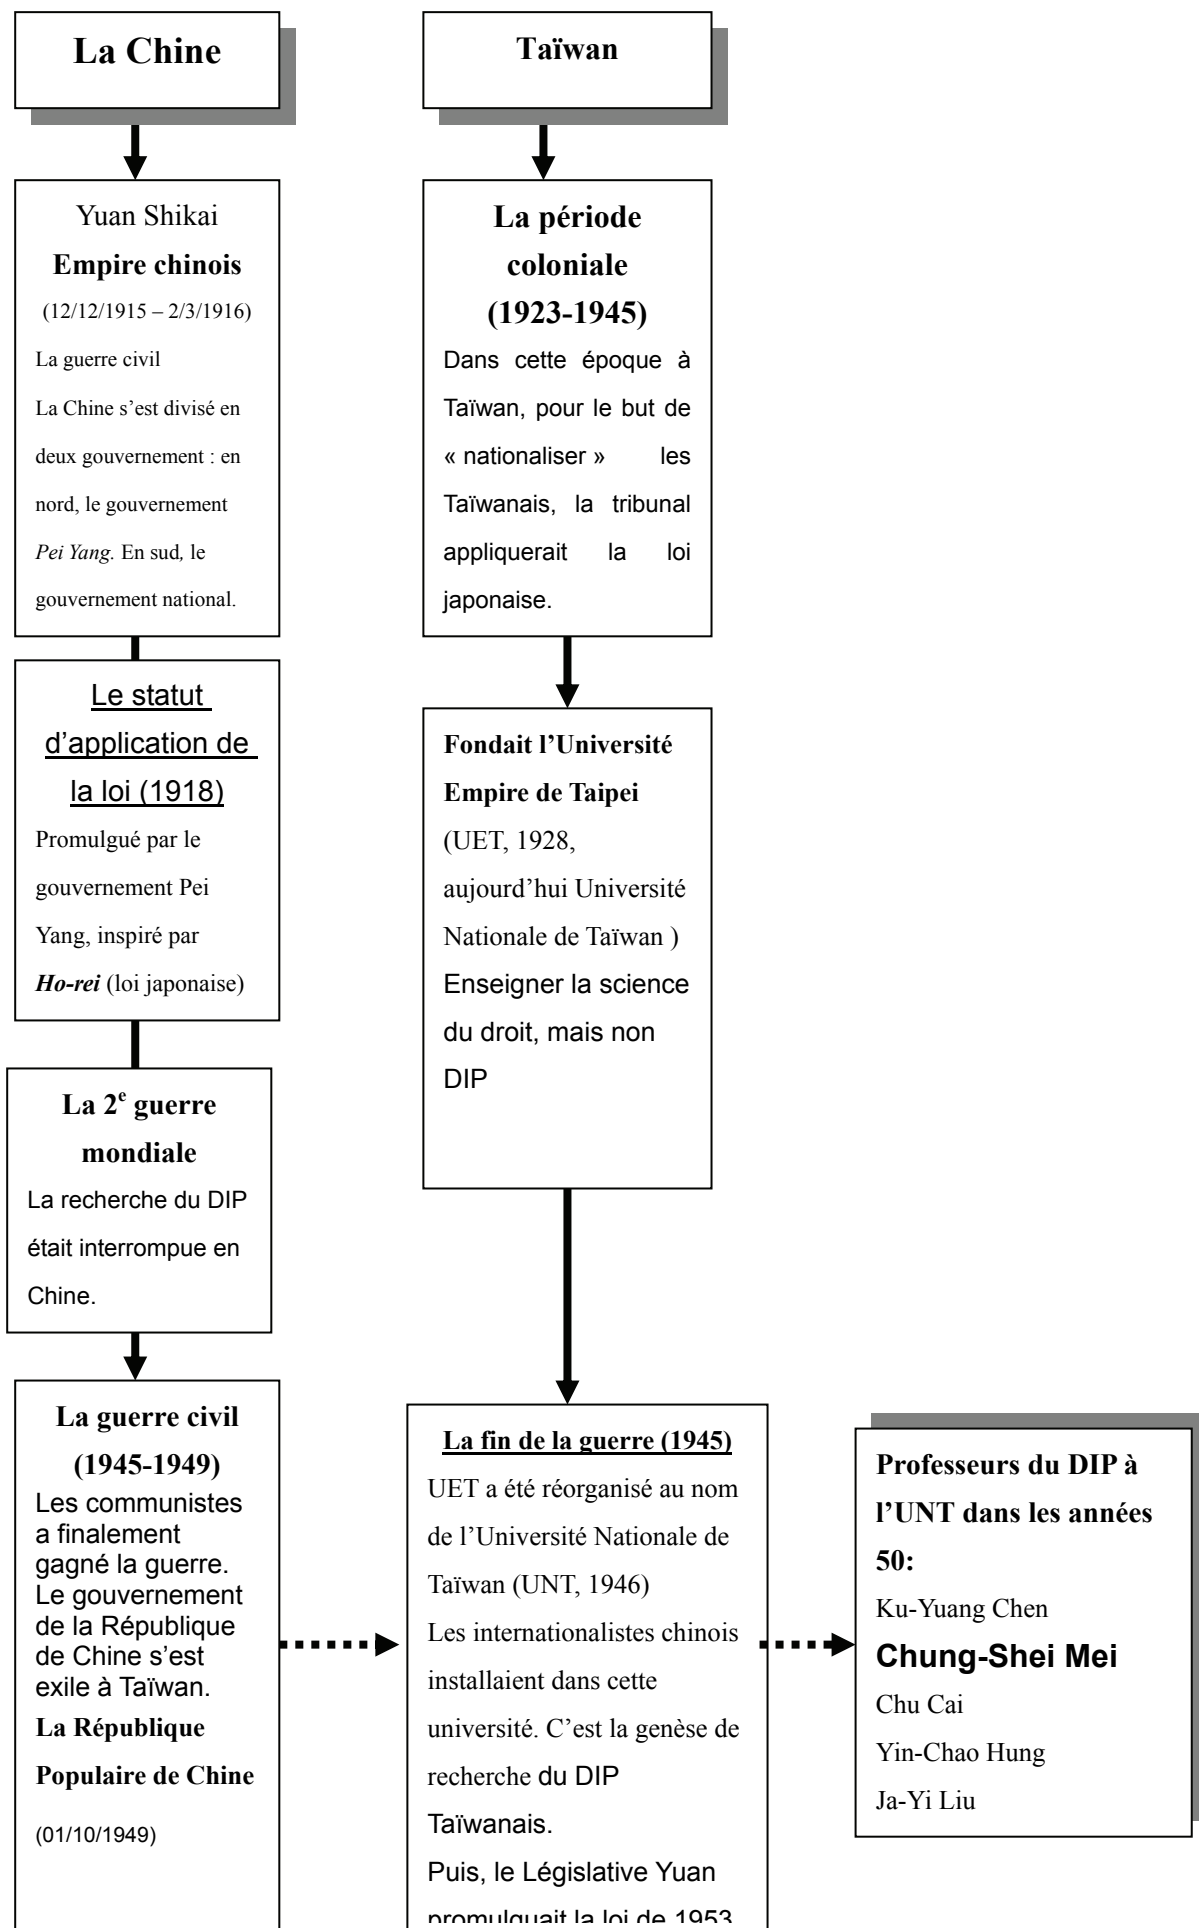 La Chine
Yuan Shikai
Empire chinois
(12/12/1915 – 2/3/1916)
La guerre civil
La Chine s’est divisé en
deux gouvernement : en
nord, le gouvernement
Pei Yang. En sud, le
gouvernement national.
Le statut
d’application de
la loi (1918)
Promulgué par le
gouvernement Pei
Yang, inspiré par
Ho-rei (loi japonaise)
La 2e guerre
mondiale
La recherche du DIP
était interrompue en
Chine.
La guerre civil
(1945-1949)
Les communistes
a finalement
gagné la guerre.
Le gouvernement
de la République
de Chine s’est
exile à Taïwan.
La République
Populaire de Chine
(01/10/1949)
Taïwan
La période
coloniale
(1923-1945)
Dans cette époque à
Taïwan, pour le but de
« nationaliser » les
Taïwanais, la tribunal
appliquerait la loi
japonaise.
Fondait l’Université
Empire de Taipei
(UET, 1928,
aujourd’hui Université
Nationale de Taïwan )
Enseigner la science
du droit, mais non
DIP
La fin de la guerre (1945)
UET a été réorganisé au nom
de l’Université Nationale de
Taïwan (UNT, 1946)
Les internationalistes chinois
installaient dans cette
université. C’est la genèse de
recherche du DIP
Taïwanais.
Puis, le Législative Yuan
promulguait la loi de 1953
Professeurs du DIP à
l’UNT dans les années
50:
Ku-Yuang Chen
Chung-Shei Mei
Chu Cai
Yin-Chao Hung
Ja-Yi Liu